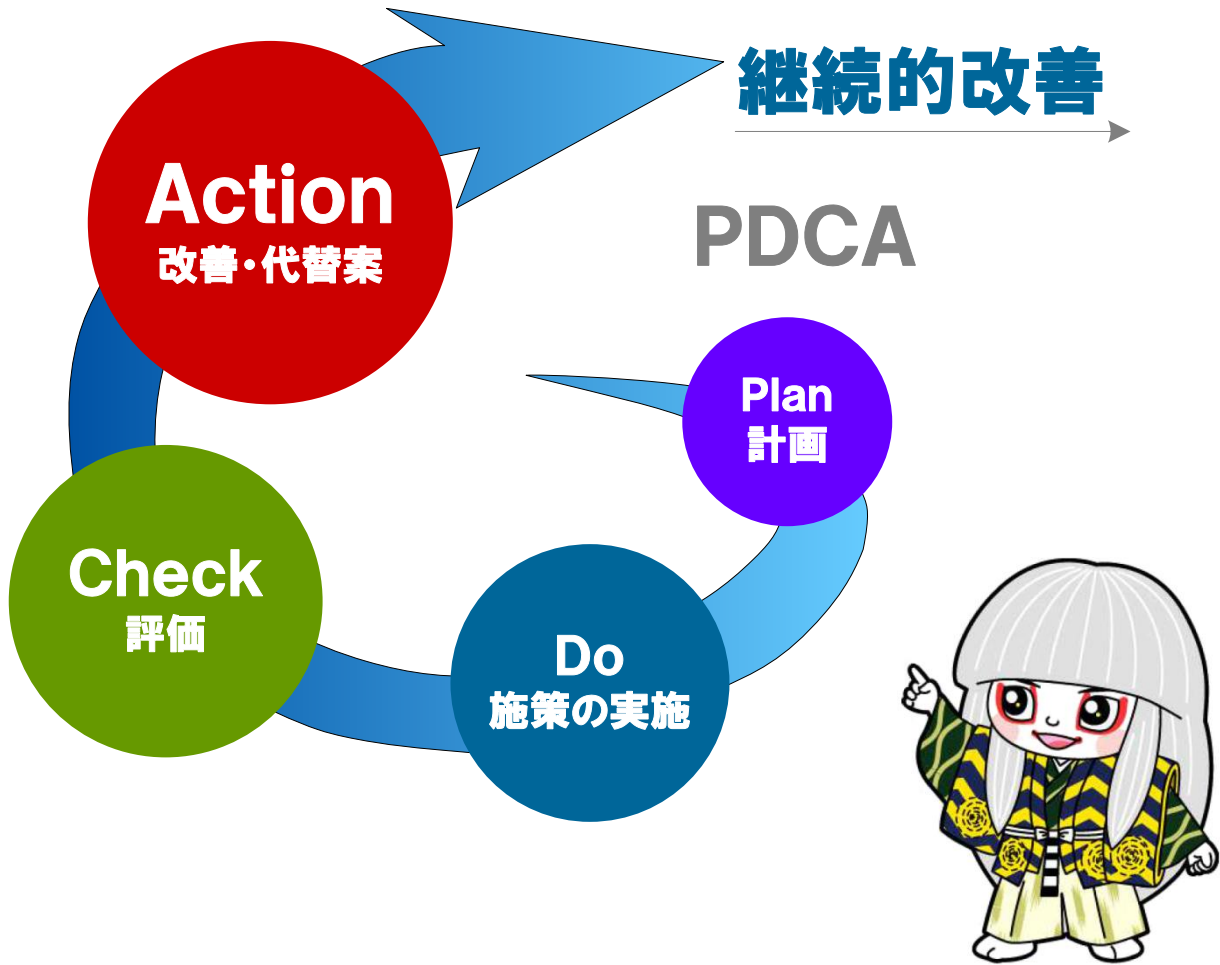 継続的改善
PDCA
Action
改善・代替案
Plan
計画
Check
評価
Do
施策の実施